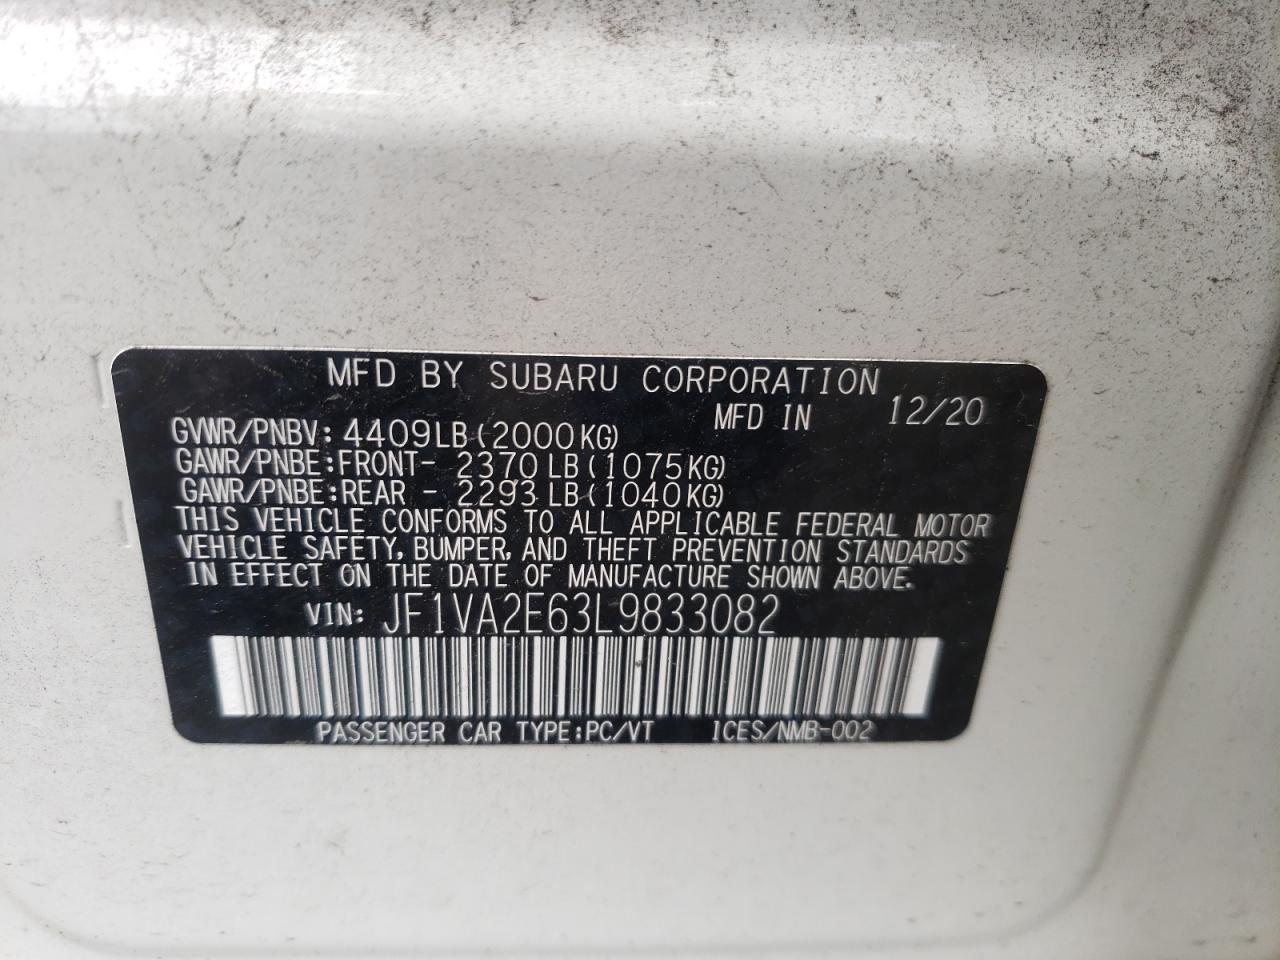 MFD BY SUBARU CORPORATION
MFD IN 12/20
GVWR/PNBV: 4409LB(2000KG)
GAWR/PNBE:FRONT- 2370LB(1075KG)
GAWR/PNBE:REAR - 2293LB(1040KG)
THIS VEHICLE CONFORMS TO ALL APPLICABLE FEDERAL MOTOR
VEHICLE SAFETY, BUMPER, AND THEFT PREVENTION STANDARDS
IN EFFECT ON THE DATE OF MANUFACTURE SHOWN ABOVE.
VIN: JF1VA2E63L9833082
PASSENGER CAR TYPE:PC/VT ICES/NMB-002